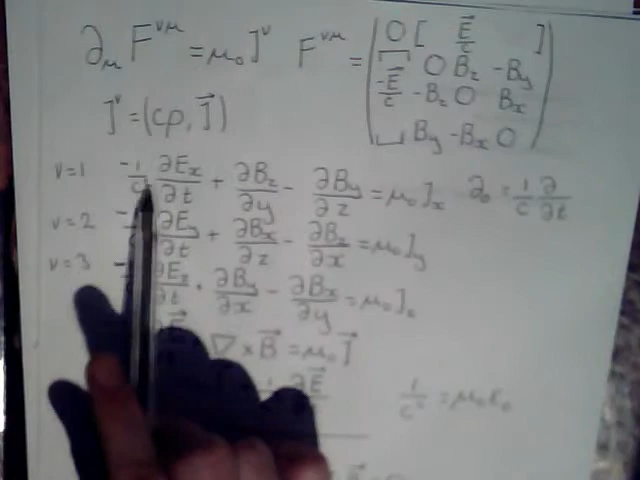 ∂_μ F^{νμ} = μ₀ J^ν   F^{νμ} = ( 0 [ E⃗/c ]
-E⃗/c   0 B_z -B_y
-B_z 0 B_x
B_y -B_x 0 )
J^ν = (cρ, J⃗)
ν=1   -1/c² ∂E_x/∂t + ∂B_z/∂y - ∂B_y/∂z = μ₀ J_x   ∂₀ = 1/c ∂/∂t
ν=2   - ∂E_y/∂t + ∂B_x/∂z - ∂B_z/∂x = μ₀ J_y
ν=3   - ∂E_z/∂t + ∂B_y/∂x - ∂B_x/∂y = μ₀ J_z
∇ × B⃗ = μ₀ J⃗
∂E⃗   1/c² = μ₀ε₀